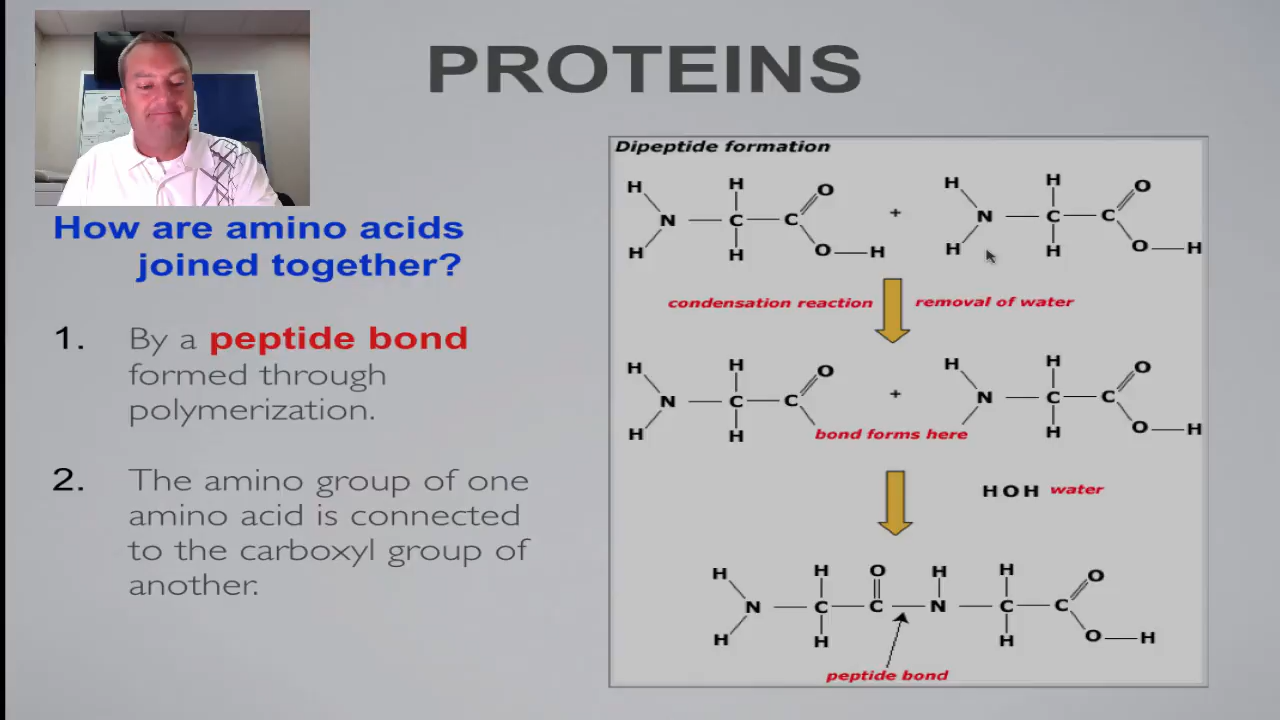 PROTEINS
How are amino acids
joined together?
1. By a peptide bond
formed through
polymerization.
2. The amino group of one
amino acid is connected
to the carboxyl group of
another.
Dipeptide formation
H H O H H O
N C C + N C C
H H O H H H O H
condensation reaction removal of water
H H O H H O
N C C + N C C
H H bond forms here H O H
HOH water
H H O H H O
N C C N C C
H H H O H
peptide bond